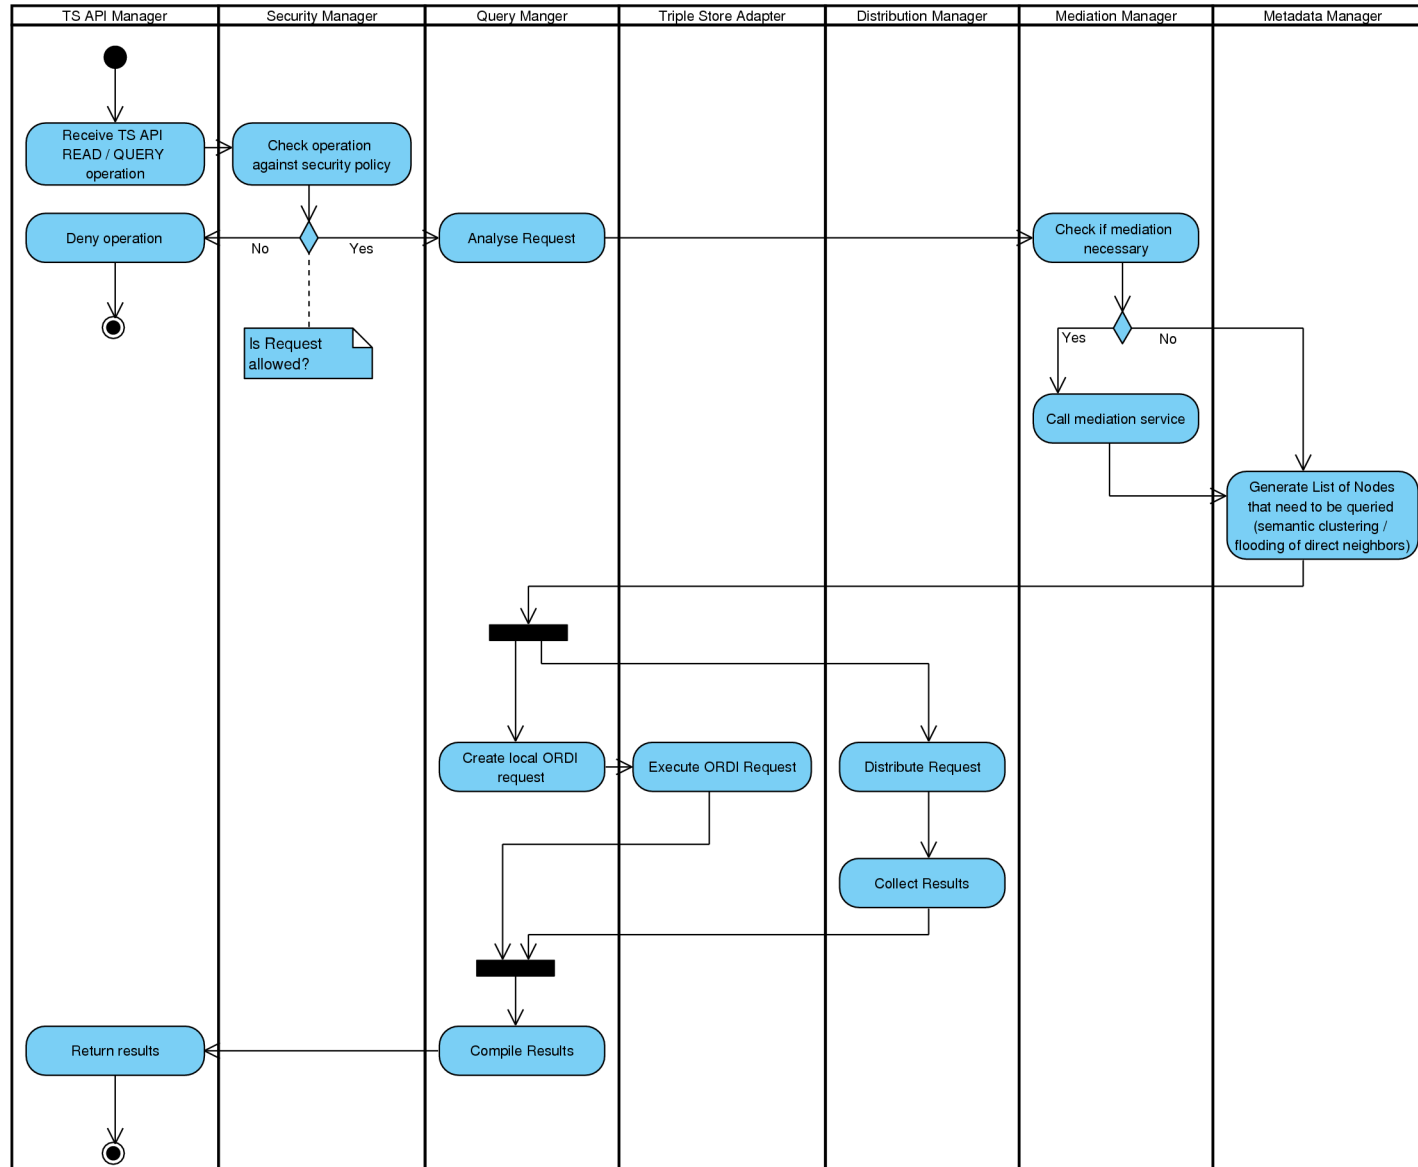 TS API Manager
Security Manager
Query Manger
Triple Store Adapter
Distribution Manager
Mediation Manager
Metadata Manager
Receive TS API
READ / QUERY
operation
Check operation
against security policy
Deny operation
No
Yes
Analyse Request
Check if mediation
necessary
Is Request
allowed?
Yes
No
Call mediation service
Generate List of Nodes
that need to be queried
(semantic clustering /
flooding of direct neighbors)
Create local ORDI
request
Execute ORDI Request
Distribute Request
Collect Results
Return results
Compile Results